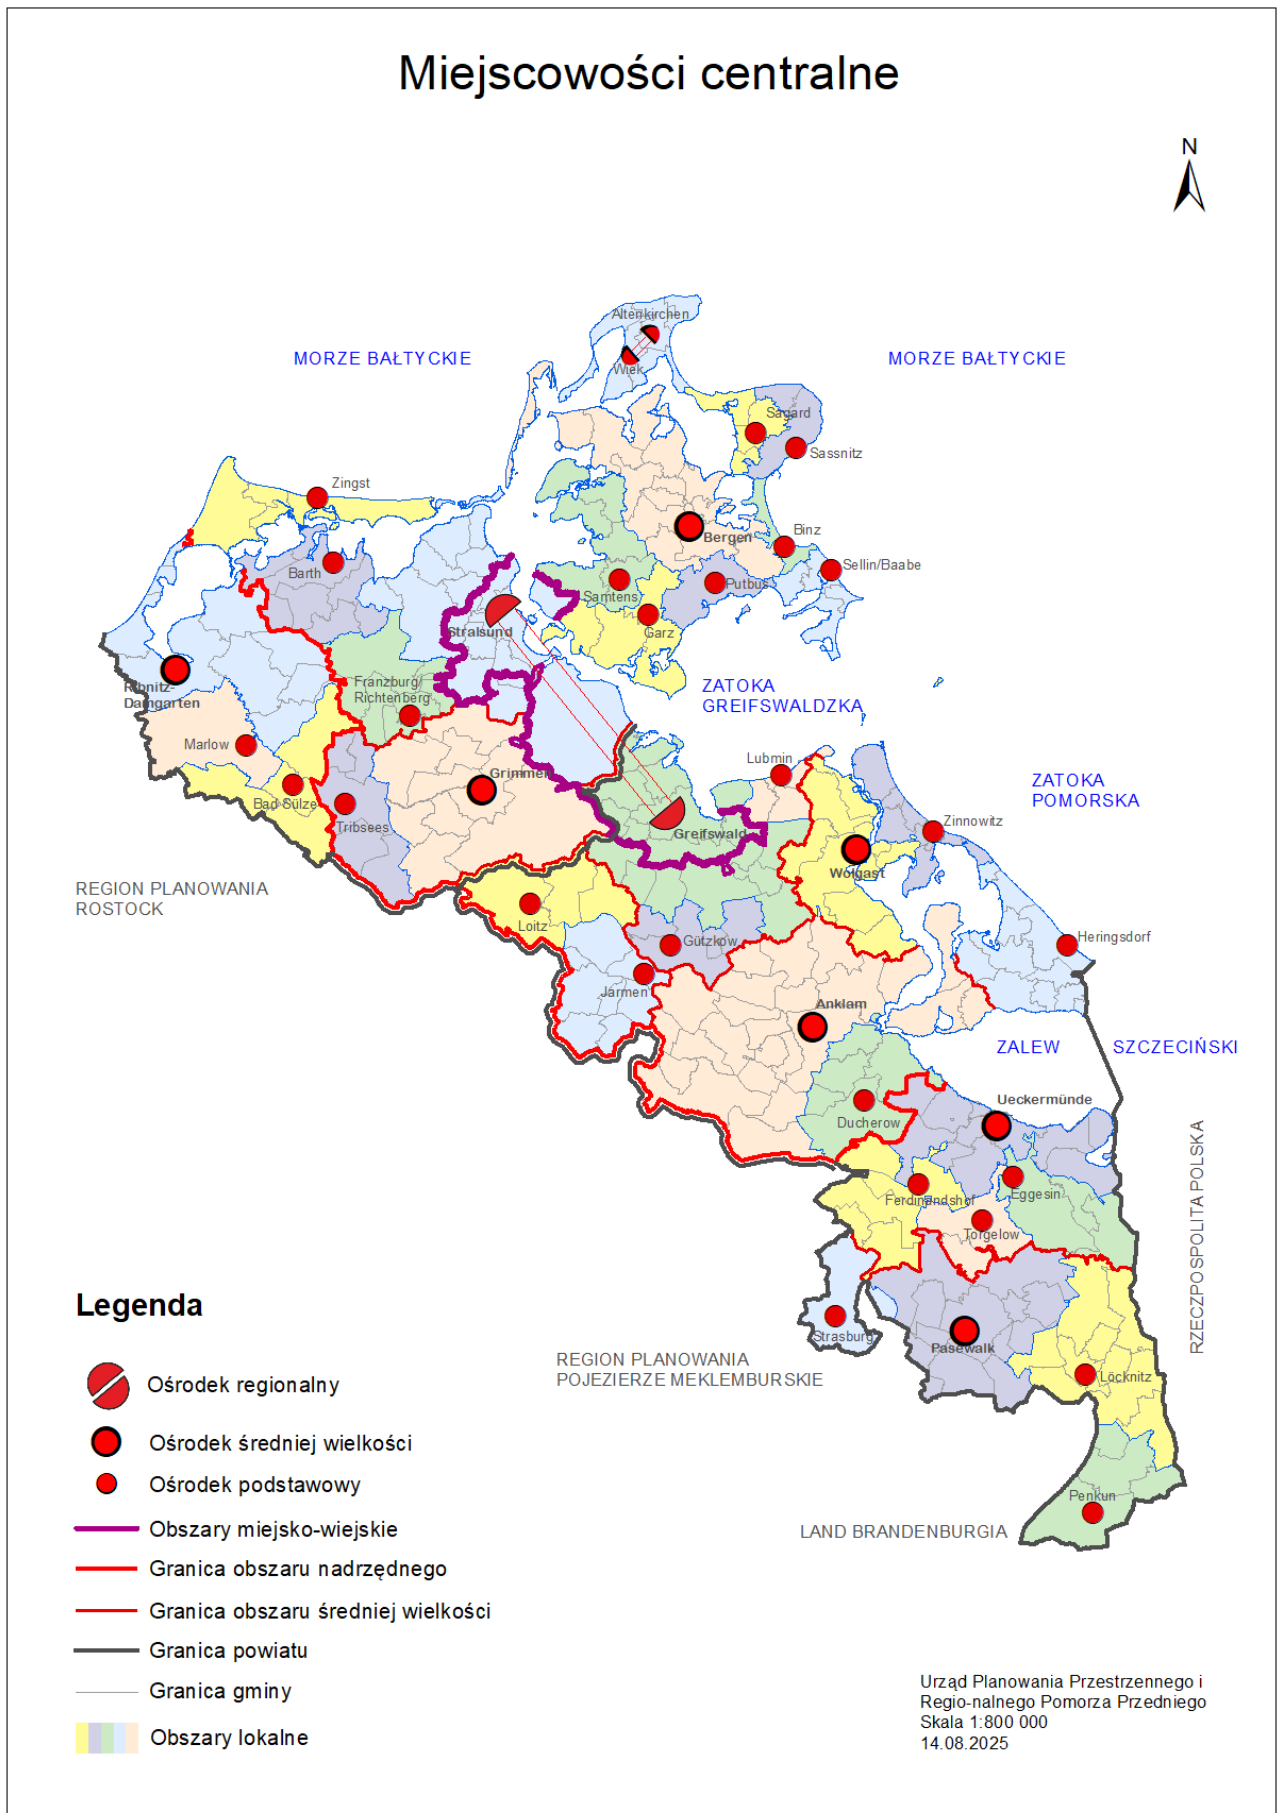 Miejscowości centralne
N
Altenkirchen
MORZE BAŁTYCKIE
MORZE BAŁTYCKIE
Wiek
Sagard
Sassnitz
Zingst
Binz
Bergen
Sellin/Baabe
Barth
Putbus
Samtens
Garz
Stralsund
Franzburg/
Richtenberg
Ribnitz-
Damgarten
ZATOKA
GREIFSWALDZKA
Marlow
Lubmin
Grimmen
ZATOKA
POMORSKA
Bad Sülze
Tribsees
Zinnowitz
Greifswald
Wolgast
REGION PLANOWANIA
ROSTOCK
Loitz
Gützkow
Heringsdorf
Jarmen
Anklam
ZALEW
SZCZECIŃSKI
Ueckermünde
Ducherow
RZECZPOSPOLITA POLSKA
Ferdinandshof
Eggesin
Torgelow
Strasburg
Pasewalk
REGION PLANOWANIA
POJEZIERZE MEKLEMBURSKIE
Löcknitz
Penkun
LAND BRANDENBURGIA
Legenda
Ośrodek regionalny
Ośrodek średniej wielkości
Ośrodek podstawowy
Obszary miejsko-wiejskie
Granica obszaru nadrzędnego
Granica obszaru średniej wielkości
Granica powiatu
Granica gminy
Obszary lokalne
Urząd Planowania Przestrzennego i
Regio-nalnego Pomorza Przedniego
Skala 1:800 000
14.08.2025